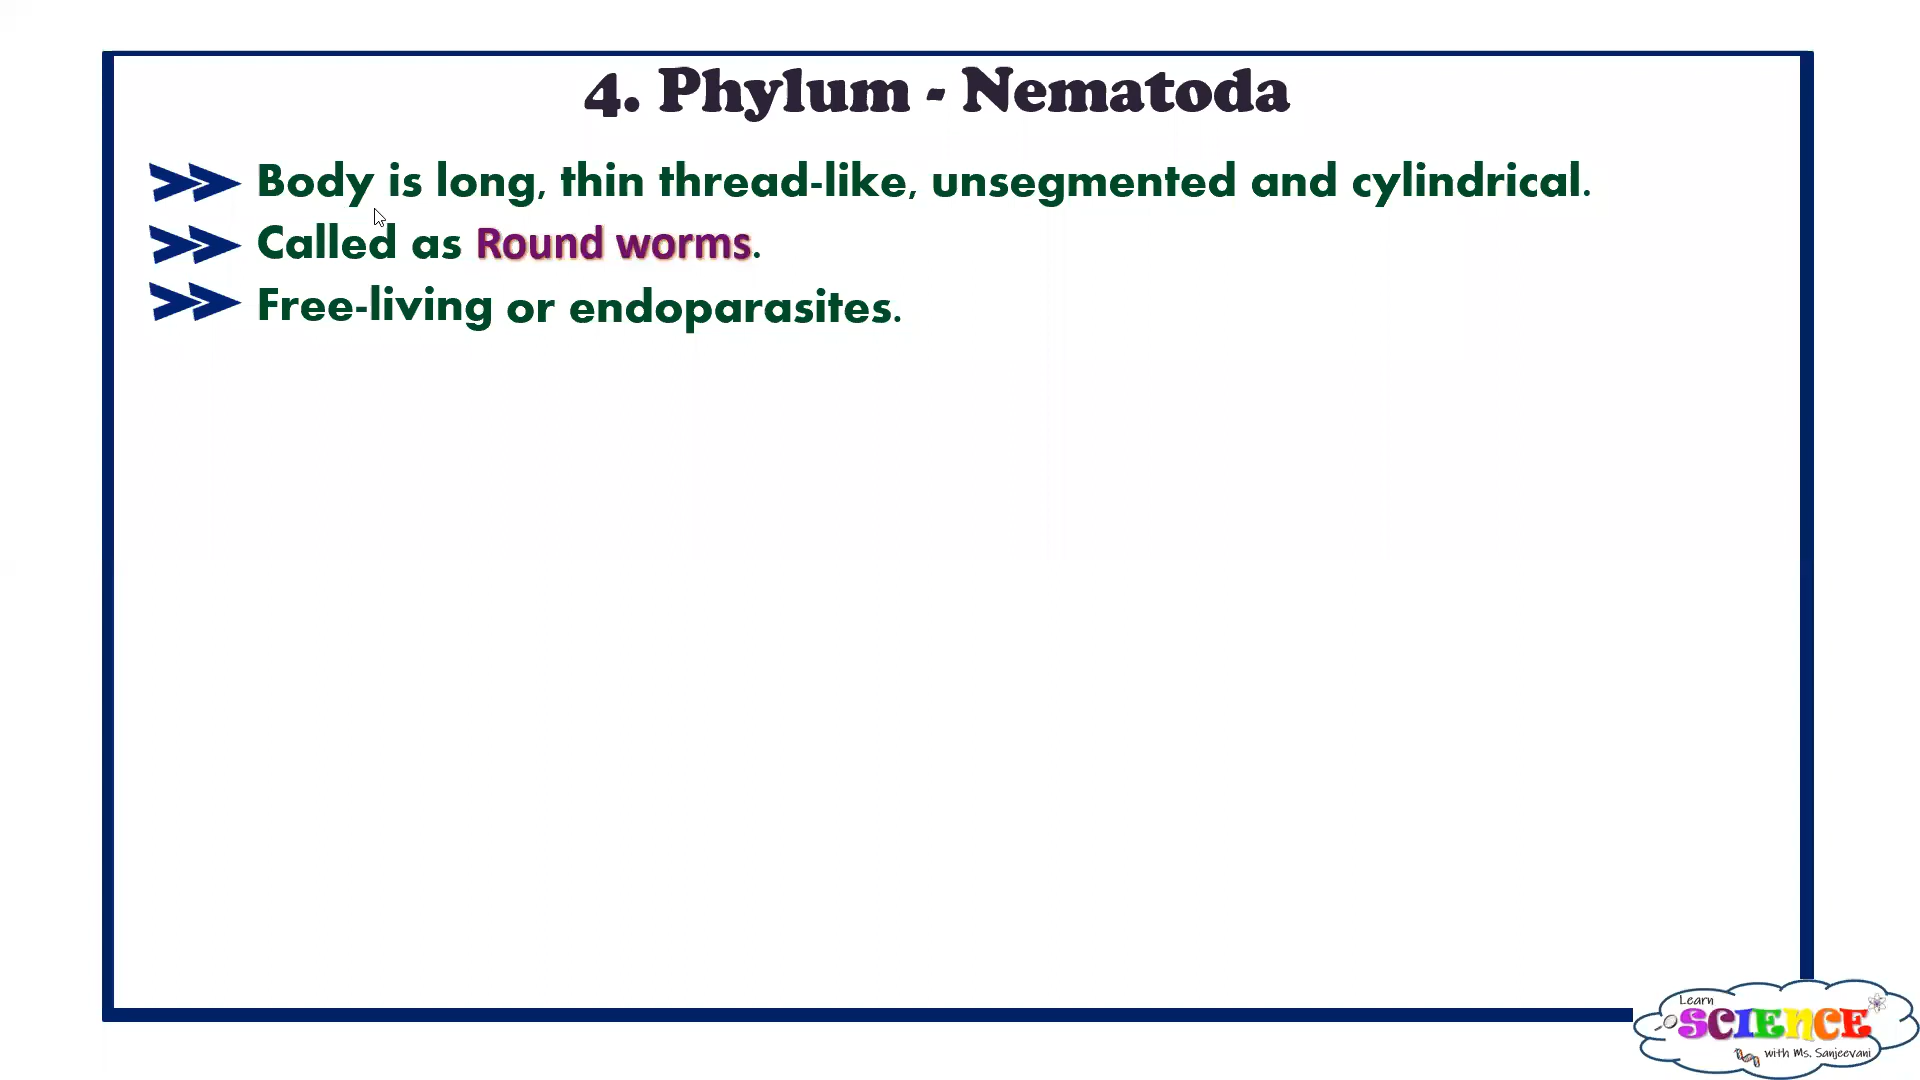 4. Phylum - Nematoda
Body is long, thin thread-like, unsegmented and cylindrical.
Called as Round worms.
Free-living or endoparasites.
Learn
SCIENCE
with Ms. Sanjeevani